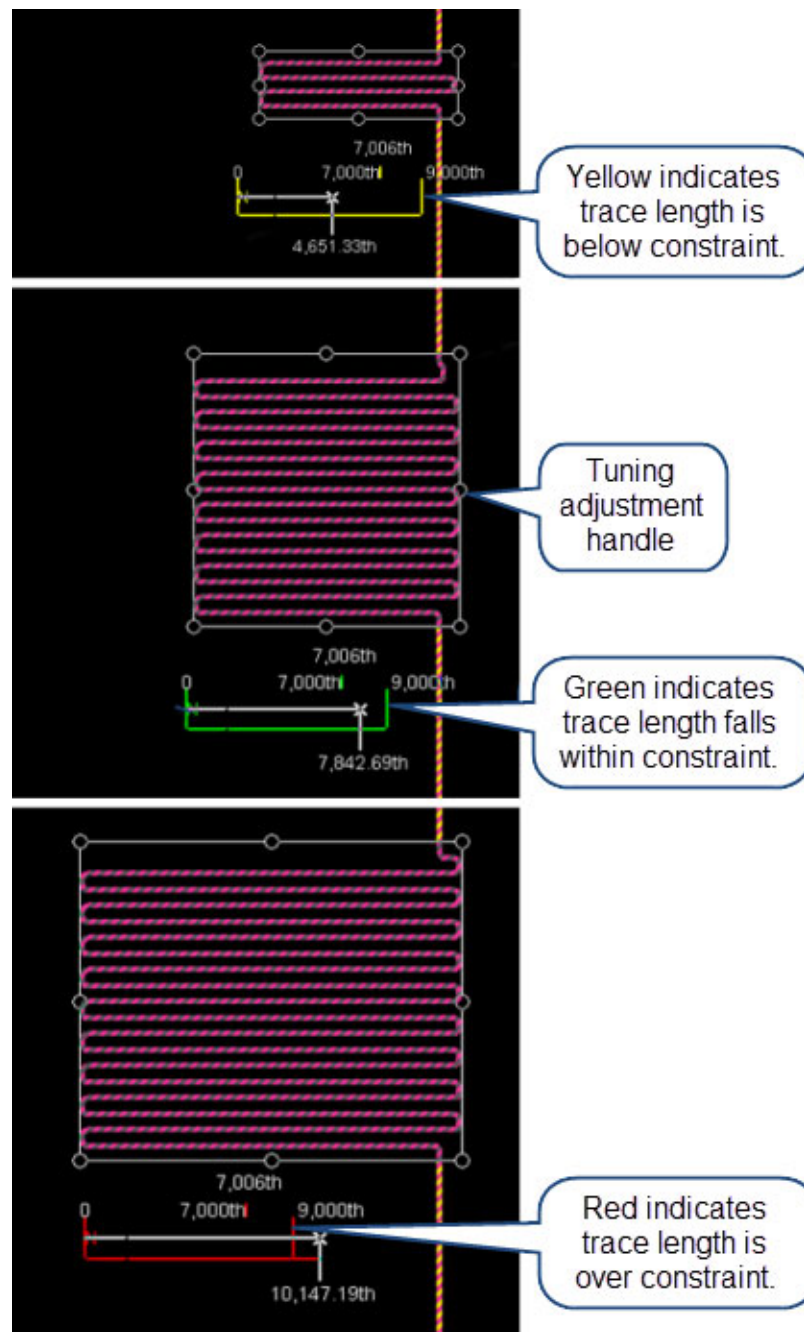 7,006th
0 7,000th 9,000th
4,651.33th
Yellow indicates
trace length is
below constraint.
Tuning
adjustment
handle
7,006th
0 7,000th 9,000th
7,842.69th
Green indicates
trace length falls
within constraint.
7,006th
0 7,000th 9,000th
10,147.19th
Red indicates
trace length is
over constraint.